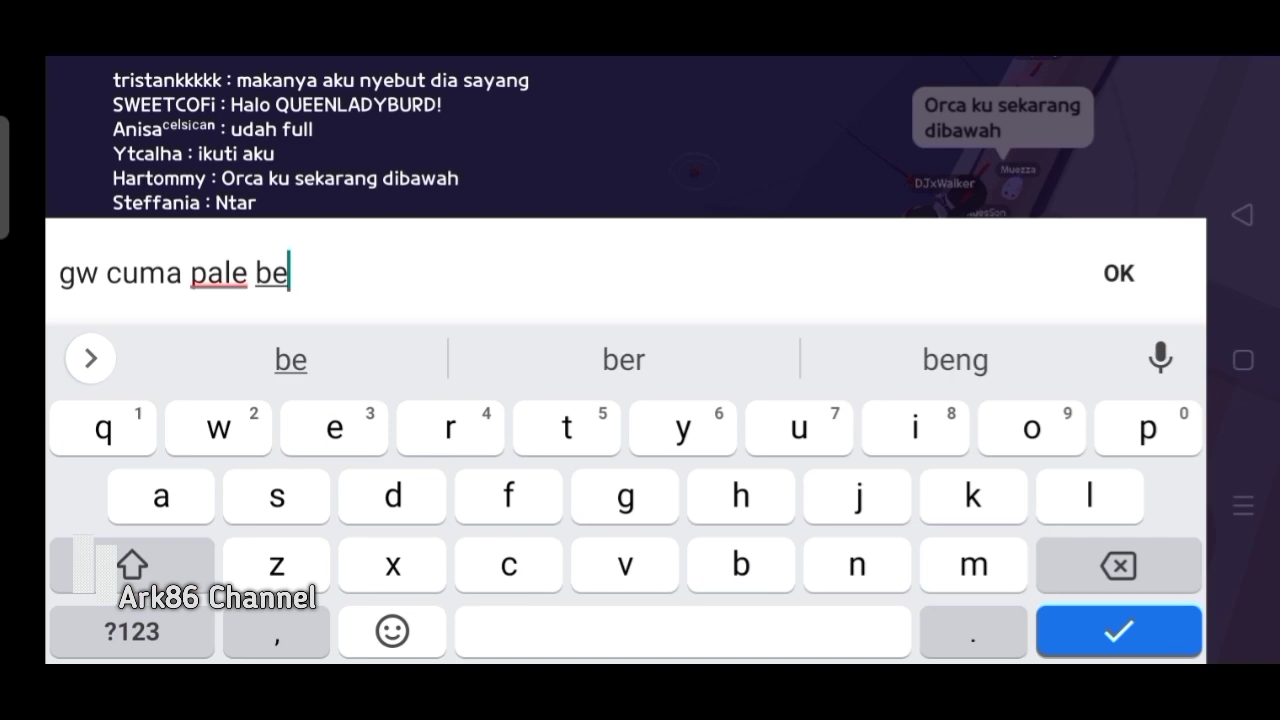 tristankkkkk : makanya aku nyebut dia sayang
SWEETCOFi : Halo QUEENLADYBURD!
Anisaᶜᵉˡˢⁱᶜᵃⁿ : udah full
Ytcalha : ikuti aku
Hartommy : Orca ku sekarang dibawah
Steffania : Ntar
Orca ku sekarang
dibawah
Muezza
DJxWalker
gw cuma pale be
OK
be ber beng
q 1 w 2 e 3 r 4 t 5 y 6 u 7 i 8 o 9 p 0
a s d f g h j k l
z x c v b n m
Ark86 Channel
?123 , .